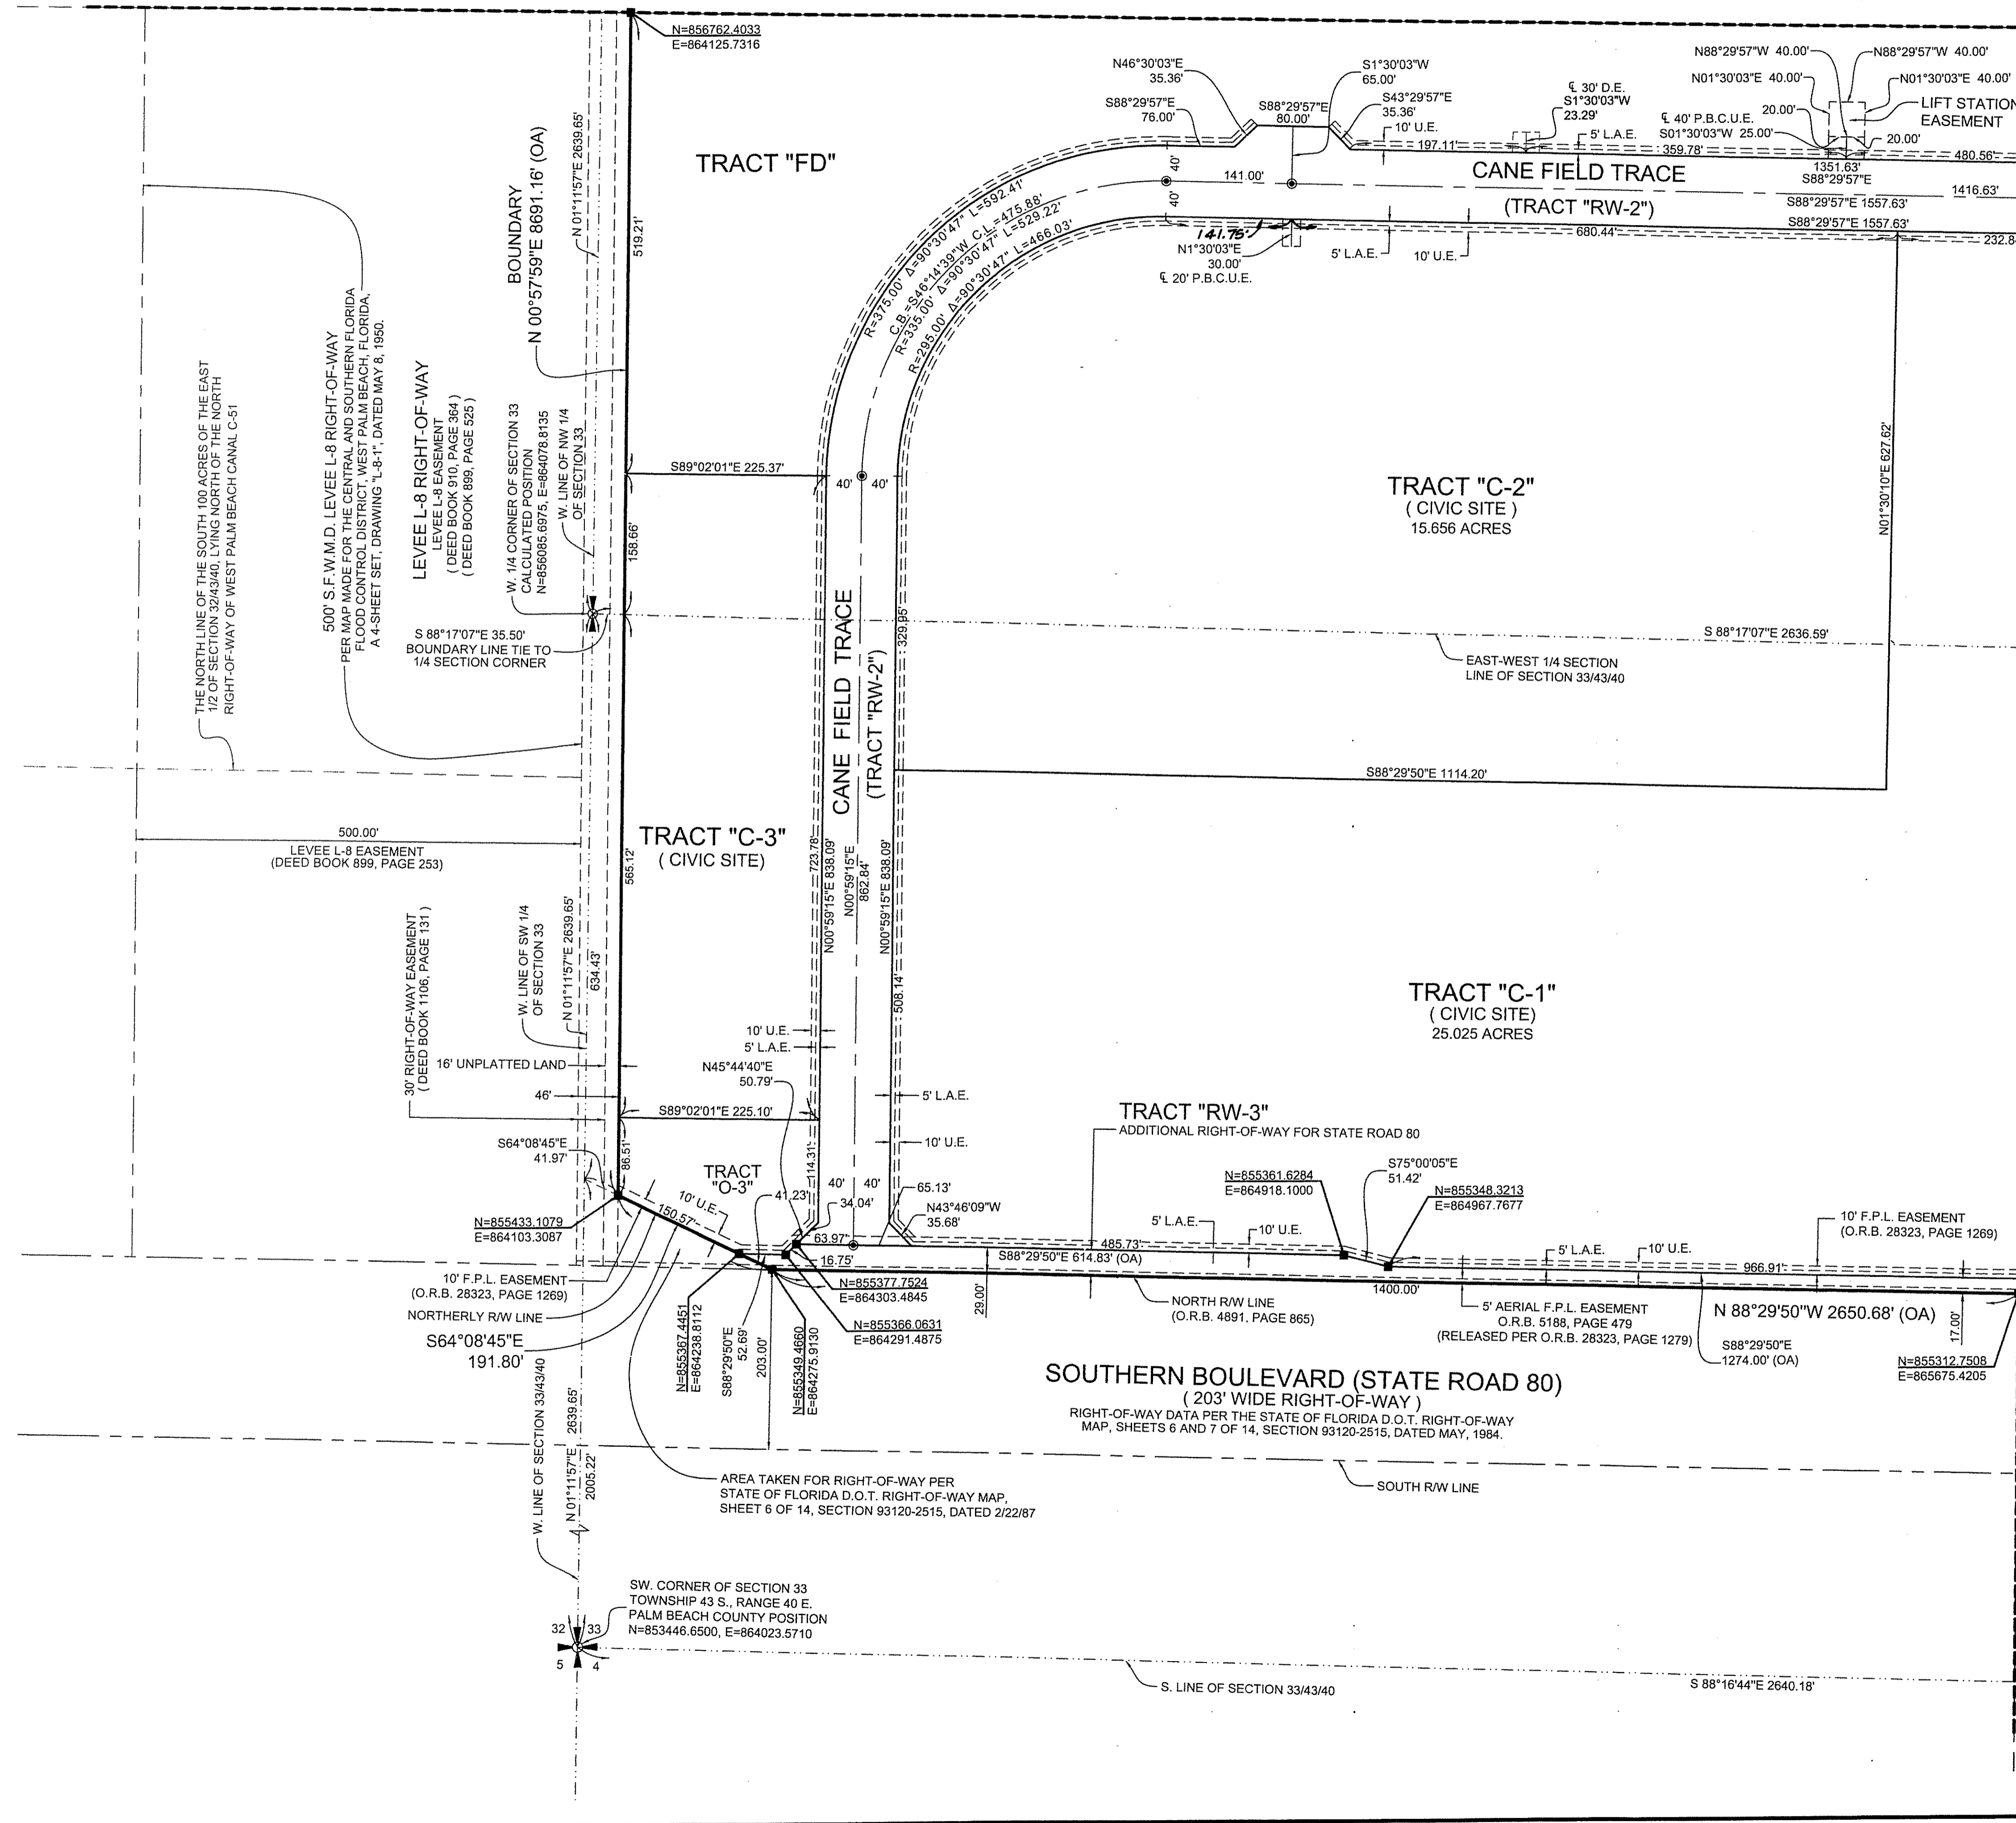 N=856762.4033
E=864125.7316
N46°30'03"E
35.36'
S88°29'57"E
76.00'
S88°29'57"E
80.00'
S1°30'03"W
65.00'
S43°29'57"E
35.36'
10' U.E.
197.11'
℄ 30' D.E.
S1°30'03"W
23.29'
5' L.A.E.
359.78'
N88°29'57"W 40.00'
N88°29'57"W 40.00'
N01°30'03"E 40.00'
N01°30'03"E 40.00'
20.00'
LIFT STATION
EASEMENT
℄ 40' P.B.C.U.E.
S01°30'03"W 25.00'
20.00'
480.56'
1351.63'
S88°29'57"E
1416.63'
CANE FIELD TRACE
(TRACT "RW-2")
S88°29'57"E 1557.63'
S88°29'57"E 1557.63'
680.44'
232.8
40'
40'
141.00'
141.75'
N1°30'03"E
30.00'
℄ 20' P.B.C.U.E.
5' L.A.E.
10' U.E.
TRACT "FD"
R=375.00' Δ=90°30'47" L=592.41'
C.B.=S46°14'39"W C.L.=475.88'
R=335.00' Δ=90°30'47" L=529.22'
R=295.00' Δ=90°30'47" L=466.03'
N 01°11'57"E 2639.65'
519.21'
BOUNDARY
N 00°57'59"E 8691.16' (OA)
THE NORTH LINE OF THE SOUTH 100 ACRES OF THE EAST
1/2 OF SECTION 32/43/40, LYING NORTH OF THE NORTH
RIGHT-OF-WAY OF WEST PALM BEACH CANAL C-51
500' S.F.W.M.D. LEVEE L-8 RIGHT-OF-WAY
PER MAP MADE FOR THE CENTRAL AND SOUTHERN FLORIDA
FLOOD CONTROL DISTRICT, WEST PALM BEACH, FLORIDA,
A 4-SHEET SET, DRAWING "L-8-1", DATED MAY 8, 1950.
LEVEE L-8 RIGHT-OF-WAY
LEVEE L-8 EASEMENT
( DEED BOOK 910, PAGE 364 )
( DEED BOOK 899, PAGE 525 )
W. 1/4 CORNER OF SECTION 33
CALCULATED POSITION
N=856085.6975, E=864078.8135
W. LINE OF NW 1/4
OF SECTION 33
S89°02'01"E 225.37'
40'
40'
158.66'
S 88°17'07"E 35.50'
BOUNDARY LINE TIE TO
1/4 SECTION CORNER
TRACT "C-2"
( CIVIC SITE )
15.656 ACRES
N01°30'10"E 627.62'
S 88°17'07"E 2636.59'
EAST-WEST 1/4 SECTION
LINE OF SECTION 33/43/40
329.95'
CANE FIELD TRACE
(TRACT "RW-2")
S88°29'50"E 1114.20'
500.00'
LEVEE L-8 EASEMENT
(DEED BOOK 899, PAGE 253)
TRACT "C-3"
( CIVIC SITE)
565.12'
723.78'
N00°59'15"E 838.09'
N00°59'15"E
862.84'
N00°59'15"E 838.09'
508.14'
30' RIGHT-OF-WAY EASEMENT
( DEED BOOK 1106, PAGE 131 )
W. LINE OF SW 1/4
OF SECTION 33
N 01°11'57"E 2639.65'
634.43'
TRACT "C-1"
( CIVIC SITE)
25.025 ACRES
10' U.E.
5' L.A.E.
16' UNPLATTED LAND
N45°44'40"E
50.79'
46'
S89°02'01"E 225.10'
5' L.A.E.
10' U.E.
TRACT "RW-3"
ADDITIONAL RIGHT-OF-WAY FOR STATE ROAD 80
S64°08'45"E
41.97'
86.51'
TRACT
"O-3"
114.31'
41.23'
40'
40'
34.04'
65.13'
N43°46'09"W
35.68'
N=855361.6284
E=864918.1000
S75°00'05"E
51.42'
N=855348.3213
E=864967.7677
10' U.E.
150.57'
N=855433.1079
E=864103.3087
63.97'
16.75'
5' L.A.E.
10' U.E.
485.73'
S88°29'50"E 614.83' (OA)
10' F.P.L. EASEMENT
(O.R.B. 28323, PAGE 1269)
5' L.A.E.
10' U.E.
966.91'
10' F.P.L. EASEMENT
(O.R.B. 28323, PAGE 1269)
NORTHERLY R/W LINE
S64°08'45"E
191.80'
N=855367.4451
E=864238.8112
S88°29'50"E
52.69'
203.00'
N=855349.4660
E=864275.9130
N=855377.7524
E=864303.4845
N=855366.0631
E=864291.4875
29.00'
NORTH R/W LINE
(O.R.B. 4891, PAGE 865)
1400.00'
5' AERIAL F.P.L. EASEMENT
O.R.B. 5188, PAGE 479
(RELEASED PER O.R.B. 28323, PAGE 1279)
N 88°29'50"W 2650.68' (OA)
S88°29'50"E
1274.00' (OA)
17.00'
N=855312.7508
E=865675.4205
SOUTHERN BOULEVARD (STATE ROAD 80)
( 203' WIDE RIGHT-OF-WAY )
RIGHT-OF-WAY DATA PER THE STATE OF FLORIDA D.O.T. RIGHT-OF-WAY
MAP, SHEETS 6 AND 7 OF 14, SECTION 93120-2515, DATED MAY, 1984.
W. LINE OF SECTION 33/43/40
N 01°11'57"E 2639.65'
2005.22'
AREA TAKEN FOR RIGHT-OF-WAY PER
STATE OF FLORIDA D.O.T. RIGHT-OF-WAY MAP,
SHEET 6 OF 14, SECTION 93120-2515, DATED 2/22/87
SOUTH R/W LINE
SW. CORNER OF SECTION 33
TOWNSHIP 43 S., RANGE 40 E.
PALM BEACH COUNTY POSITION
N=853446.6500, E=864023.5710
32
33
5
4
S. LINE OF SECTION 33/43/40
S 88°16'44"E 2640.18'